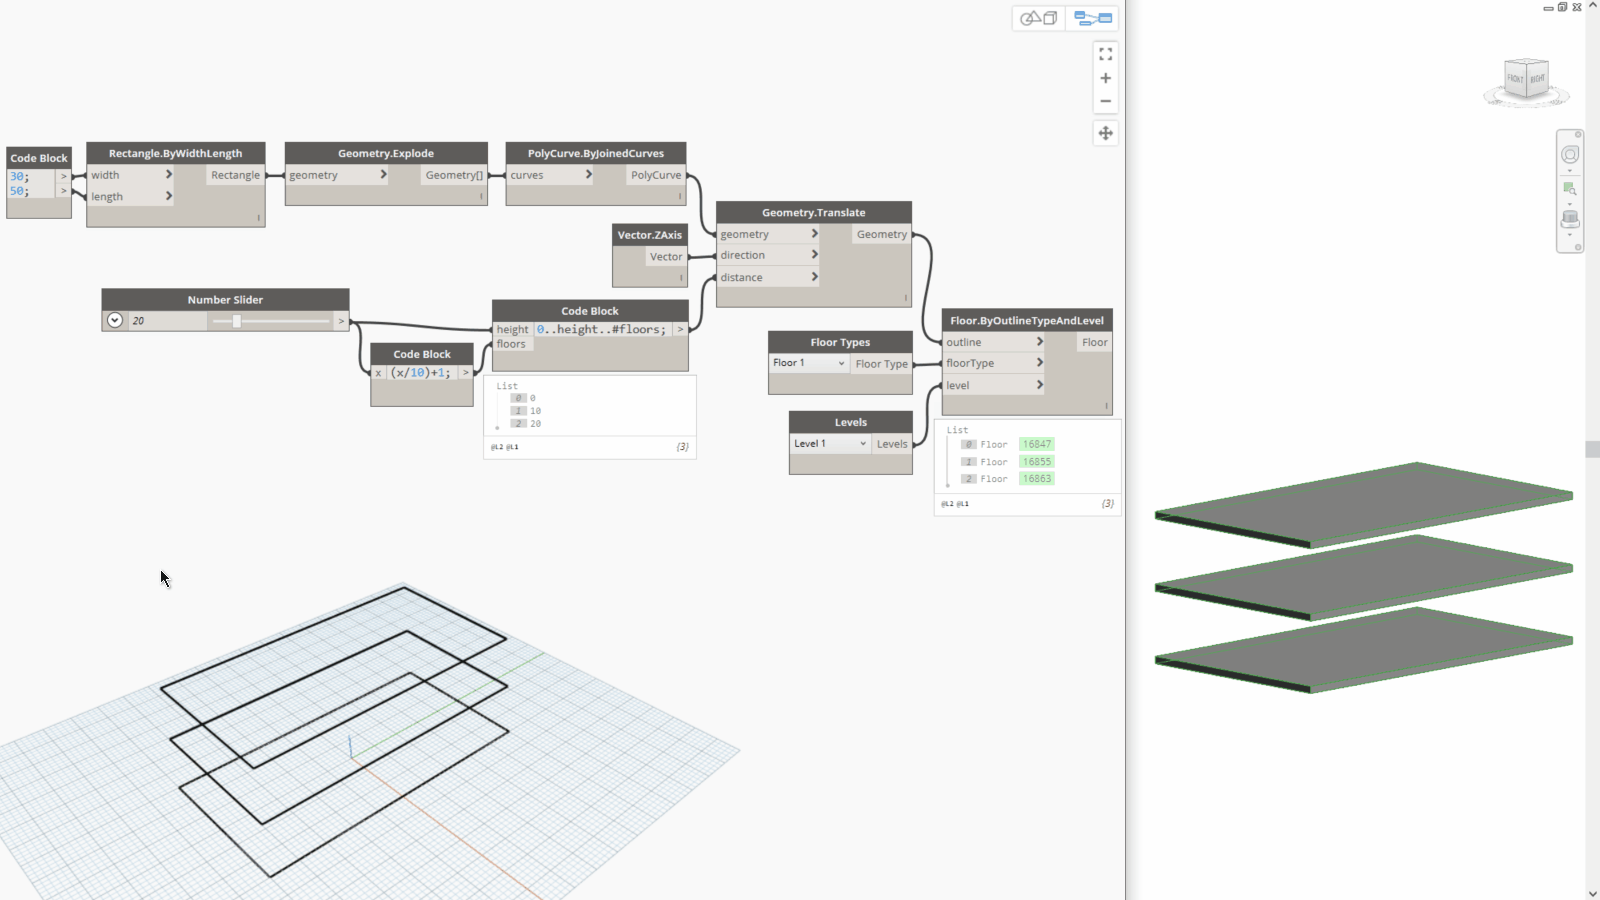 Code Block
30; >
50; >
Rectangle.ByWidthLength
width > Rectangle
length >
Geometry.Explode
geometry > Geometry[]
PolyCurve.ByJoinedCurves
curves > PolyCurve
Vector.ZAxis
Vector
Geometry.Translate
geometry > Geometry
direction >
distance >
Number Slider
20 >
Code Block
x (x/10)+1; >
Code Block
height 0..height..#floors; >
floors
List
0 0
1 10
2 20
@L2 @L1 {3}
Floor Types
Floor 1 Floor Type
Levels
Level 1 Levels
Floor.ByOutlineTypeAndLevel
outline > Floor
floorType >
level >
List
0 Floor 16847
1 Floor 16855
2 Floor 16863
@L2 @L1 {3}
FRONT RIGHT